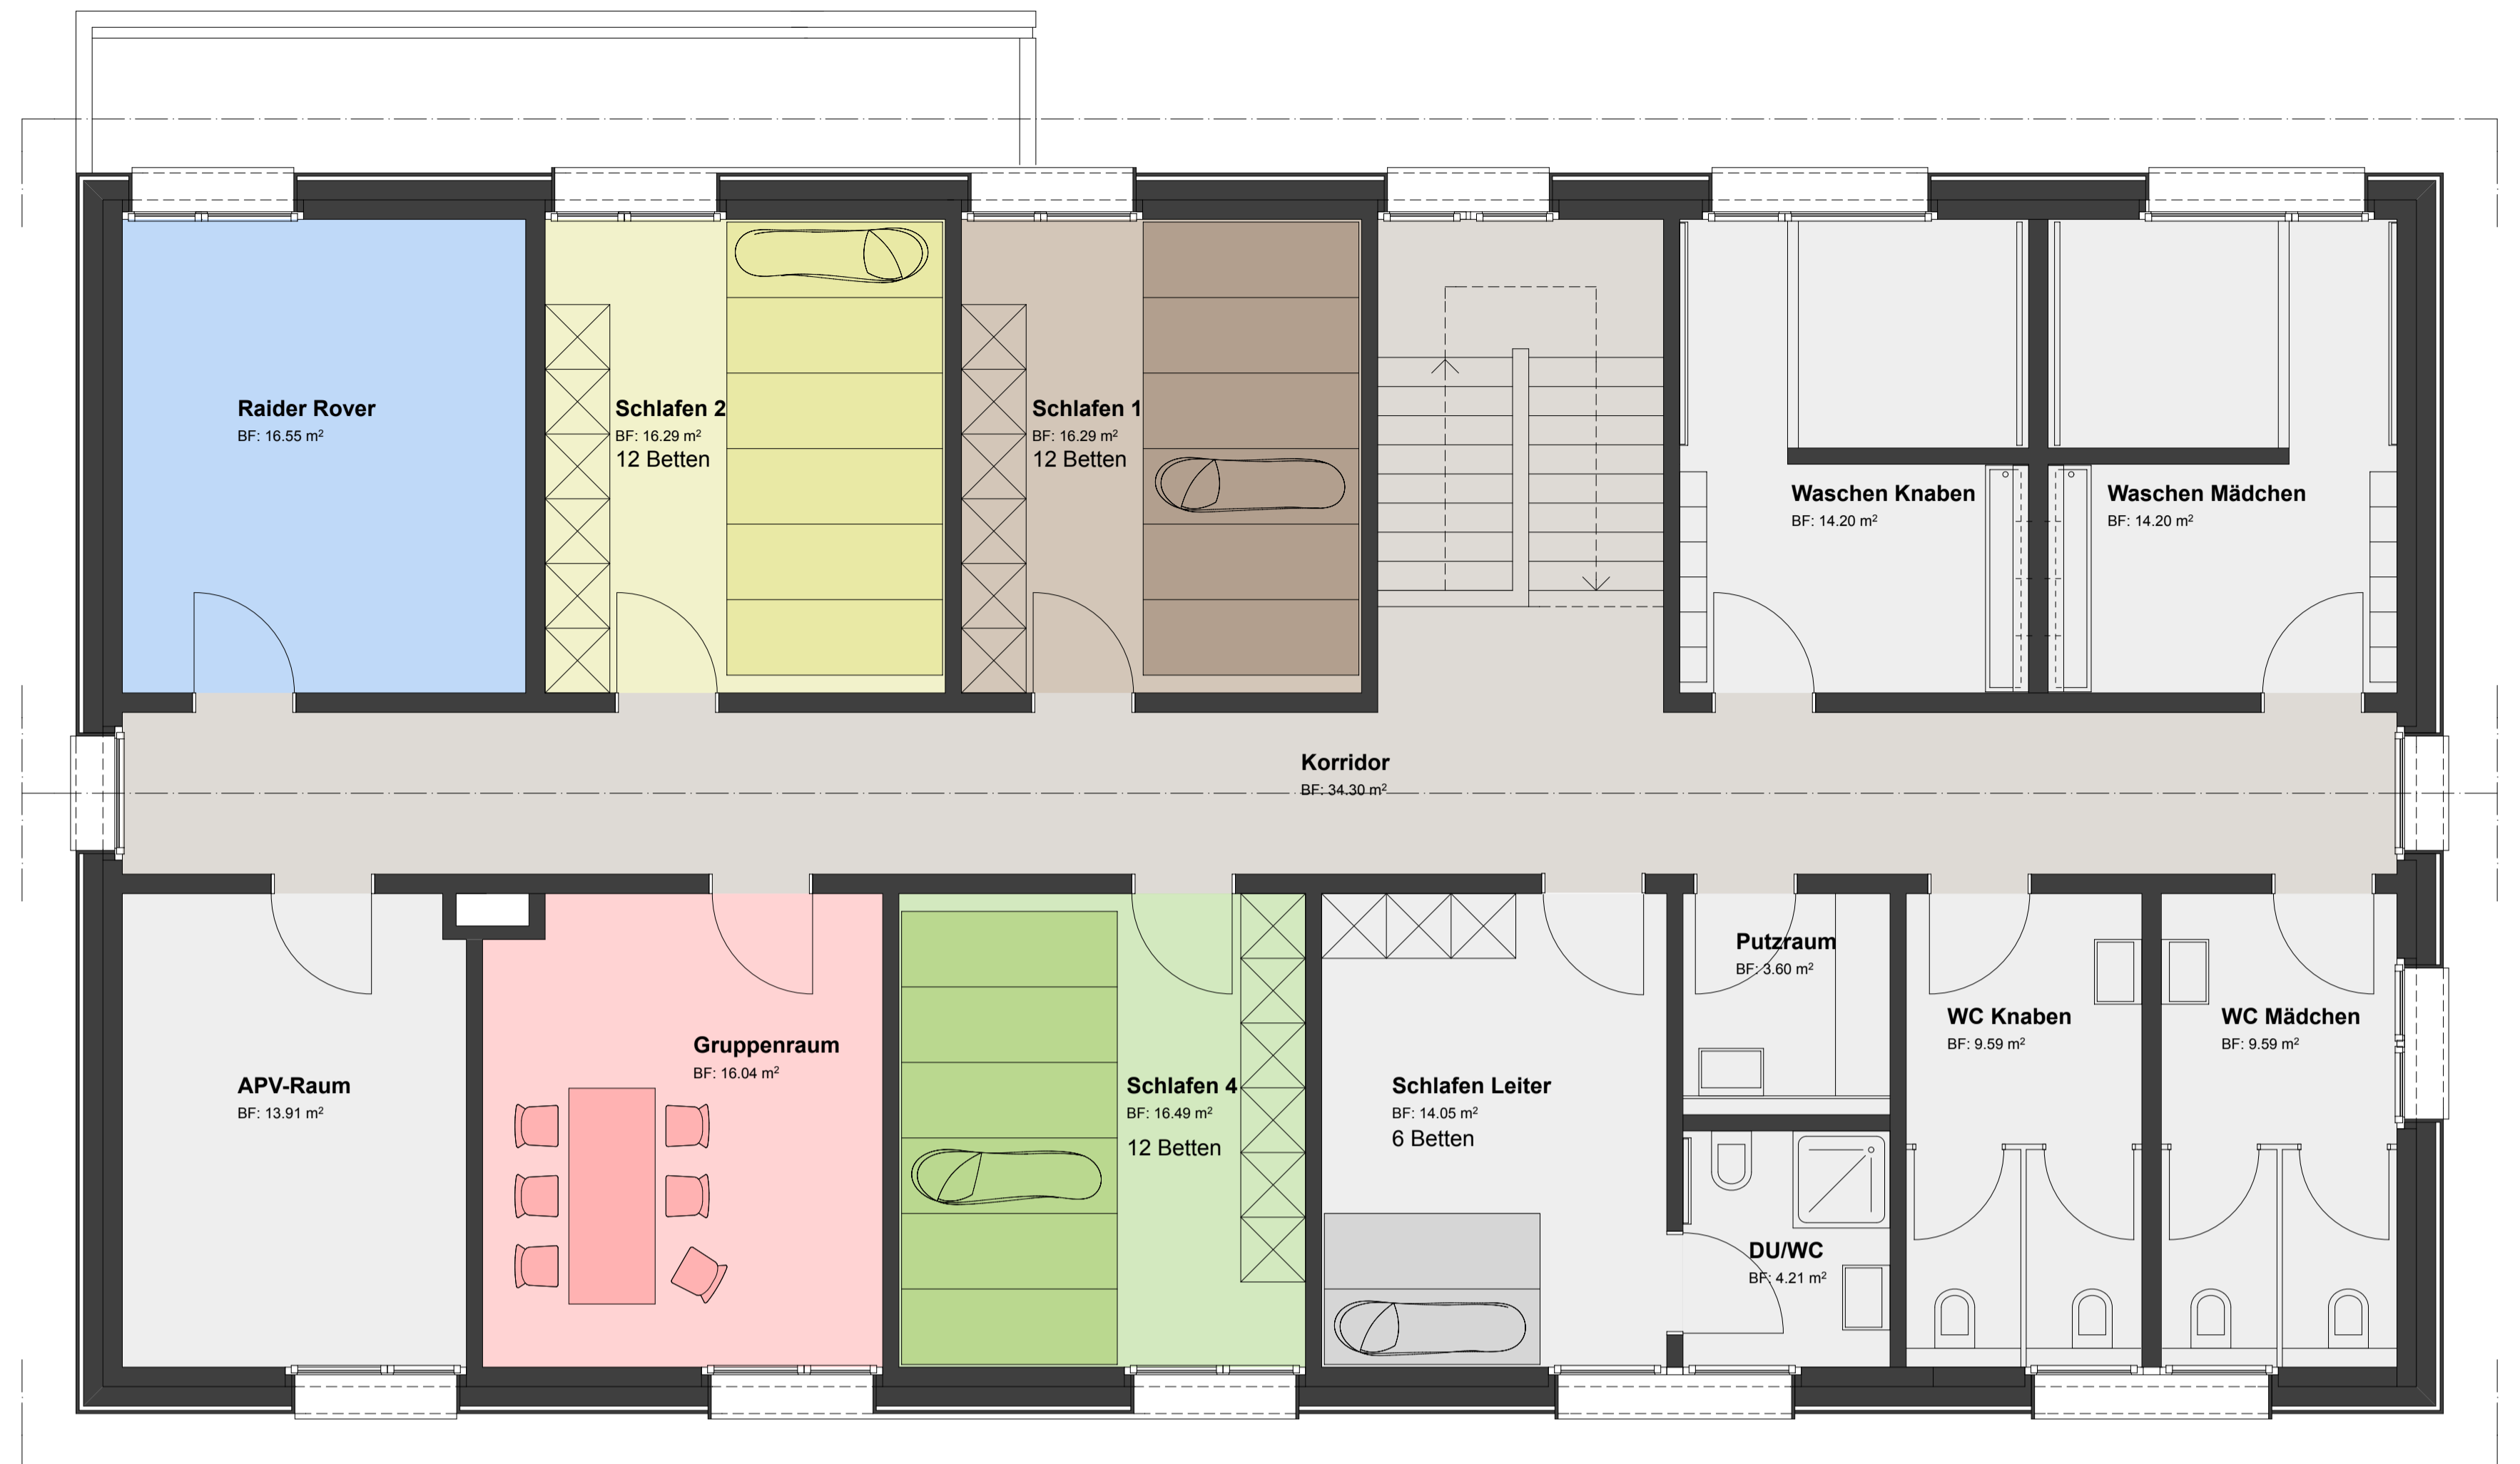 Raider Rover
BF: 16.55 m²
Schlafen 2
BF: 16.29 m²
12 Betten
Schlafen 1
BF: 16.29 m²
12 Betten
Waschen Knaben
BF: 14.20 m²
Waschen Mädchen
BF: 14.20 m²
Korridor
BF: 34.30 m²
APV-Raum
BF: 13.91 m²
Gruppenraum
BF: 16.04 m²
Schlafen 4
BF: 16.49 m²
12 Betten
Schlafen Leiter
BF: 14.05 m²
6 Betten
Putzraum
BF: 3.60 m²
DU/WC
BF: 4.21 m²
WC Knaben
BF: 9.59 m²
WC Mädchen
BF: 9.59 m²